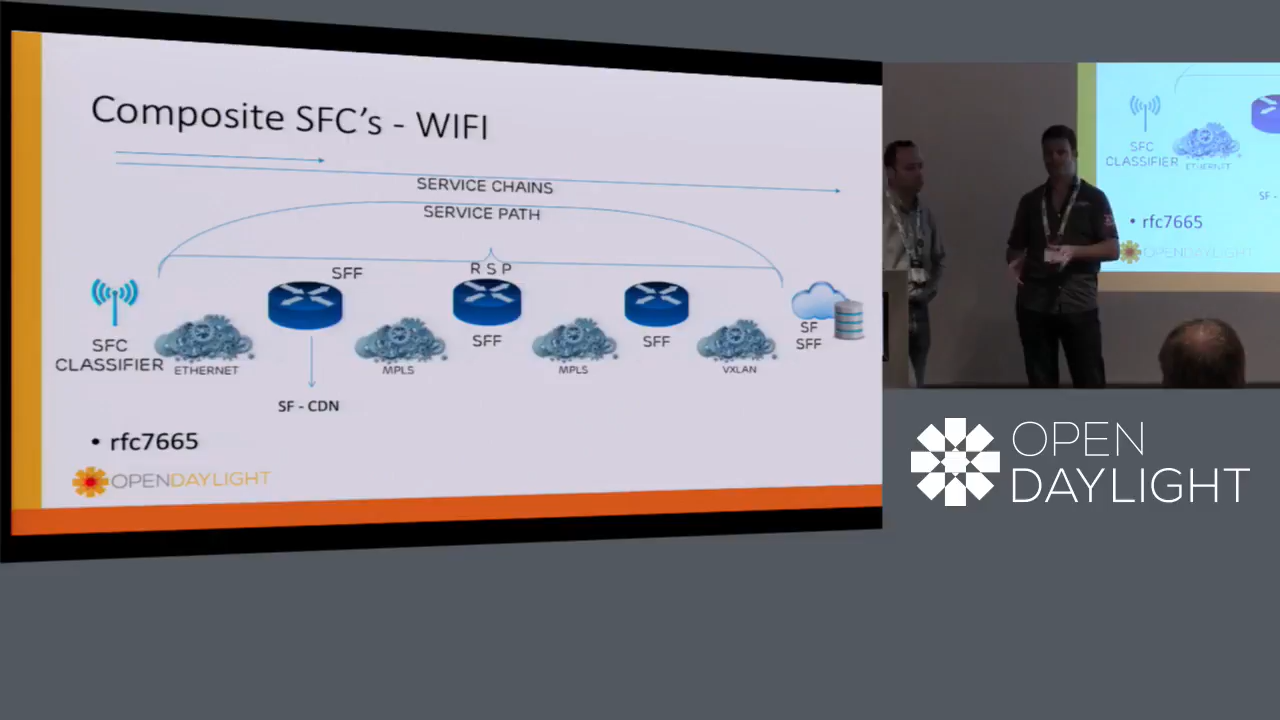 Composite SFC's - WIFI
SERVICE CHAINS
SERVICE PATH
R S P
SFF
SFC
CLASSIFIER
ETHERNET
SF - CDN
MPLS
SFF
MPLS
SFF
VXLAN
SF
SFF
• rfc7665
OPENDAYLIGHT
SFC
CLASSIFIER
ETHERNET
SF -
• rfc7665
OPENDAYLIGHT
OPEN
DAYLIGHT